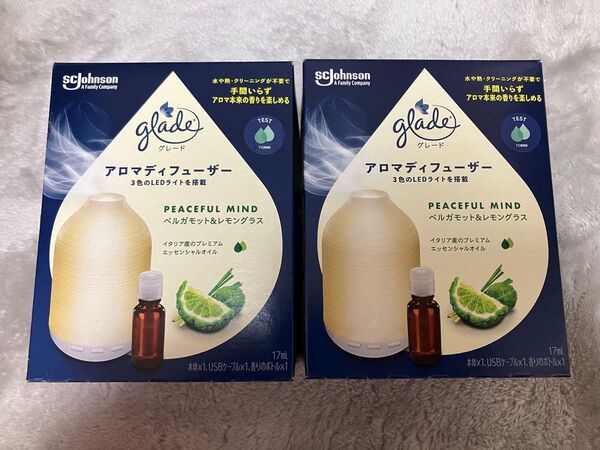 SCJohnson
A Family Company
水や熱・クリーニングが不要で
手間いらず
アロマ本来の香りを楽しめる
glade
グレード
TEST
アロマディフューザー
3色のLEDライトを搭載
PEACEFUL MIND
ベルガモット&レモングラス
イタリア産のプレミアム
エッセンシャルオイル
17mL
本体x1、USBケーブルx1、香りのボトルx1
SCJohnson
A Family Company
水や熱・クリーニングが不要で
手間いらず
アロマ本来の香りを楽しめる
glade
グレード
TEST
アロマディフューザー
3色のLEDライトを搭載
PEACEFUL MIND
ベルガモット&レモングラス
イタリア産のプレミアム
エッセンシャルオイル
17mL
本体x1、USBケーブルx1、香りのボトルx1